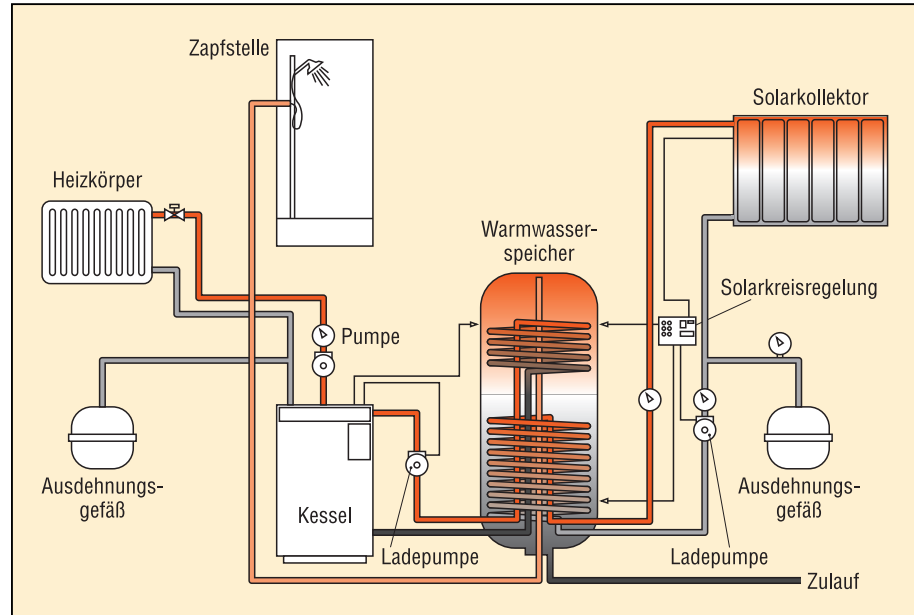 Zapfstelle
Solarkollektor
Heizkörper
Warmwasser-
speicher
Solarkreisregelung
Pumpe
Ausdehnungs-
gefäß
Kessel
Ladepumpe
Ladepumpe
Ausdehnungs-
gefäß
Zulauf